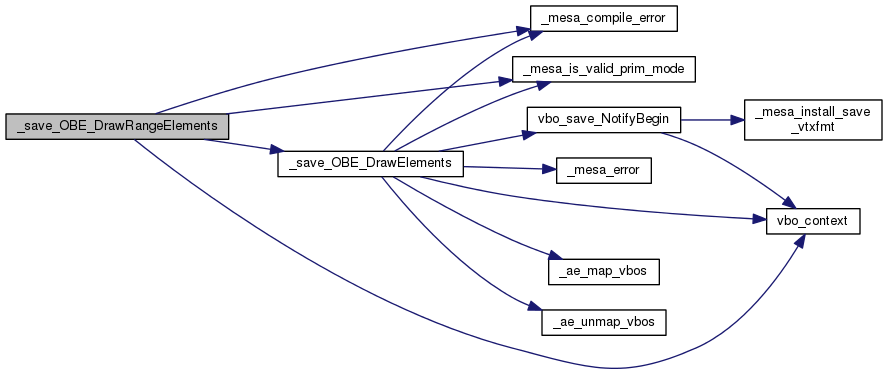 _save_OBE_DrawRangeElements
_save_OBE_DrawElements
_mesa_compile_error
_mesa_is_valid_prim_mode
vbo_save_NotifyBegin
_mesa_error
_ae_map_vbos
_ae_unmap_vbos
_mesa_install_save
_vtxfmt
vbo_context